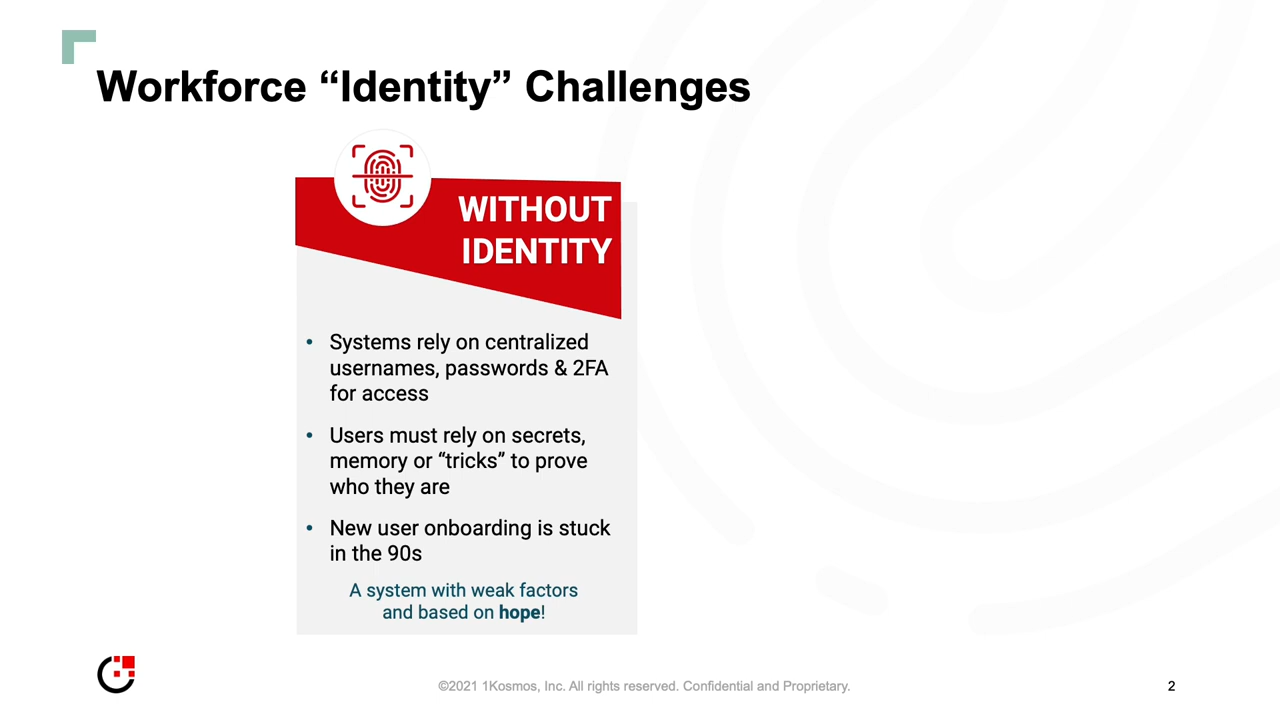 Workforce “Identity” Challenges
WITHOUT
IDENTITY
• Systems rely on centralized
usernames, passwords & 2FA
for access
• Users must rely on secrets,
memory or “tricks” to prove
who they are
• New user onboarding is stuck
in the 90s
A system with weak factors
and based on hope!
©2021 1Kosmos, Inc. All rights reserved. Confidential and Proprietary.
2